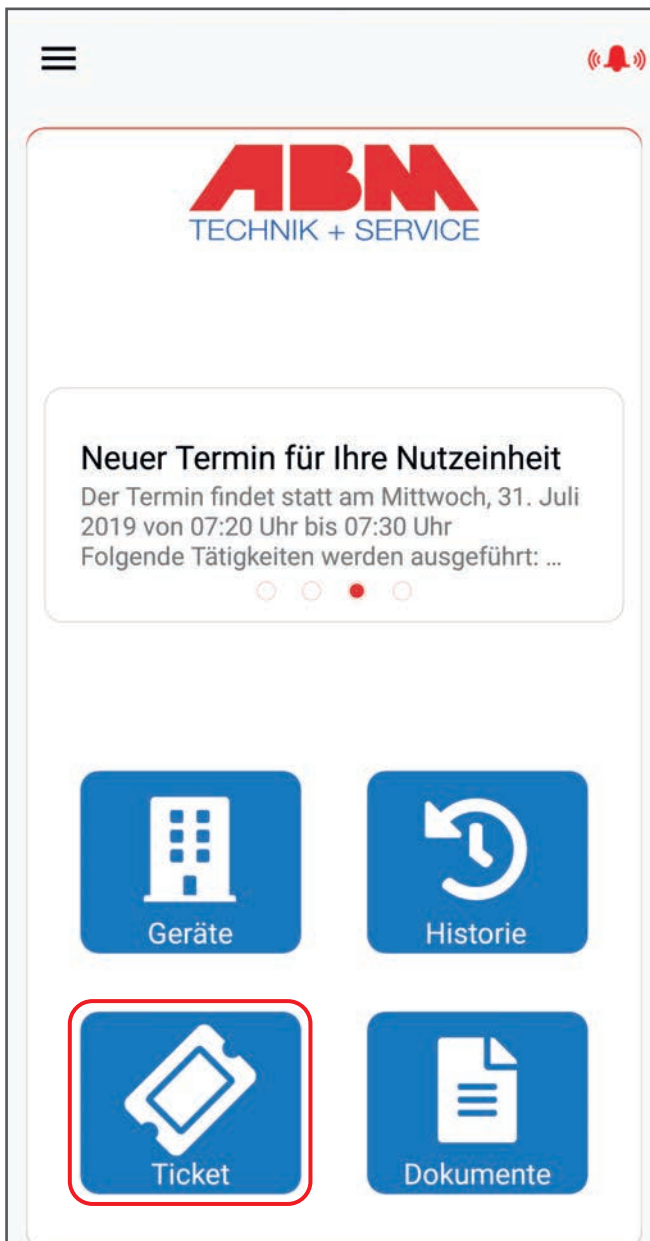 ABM
TECHNIK + SERVICE
Neuer Termin für Ihre Nutzeinheit
Der Termin findet statt am Mittwoch, 31. Juli
2019 von 07:20 Uhr bis 07:30 Uhr
Folgende Tätigkeiten werden ausgeführt: ...
Geräte
Historie
Ticket
Dokumente